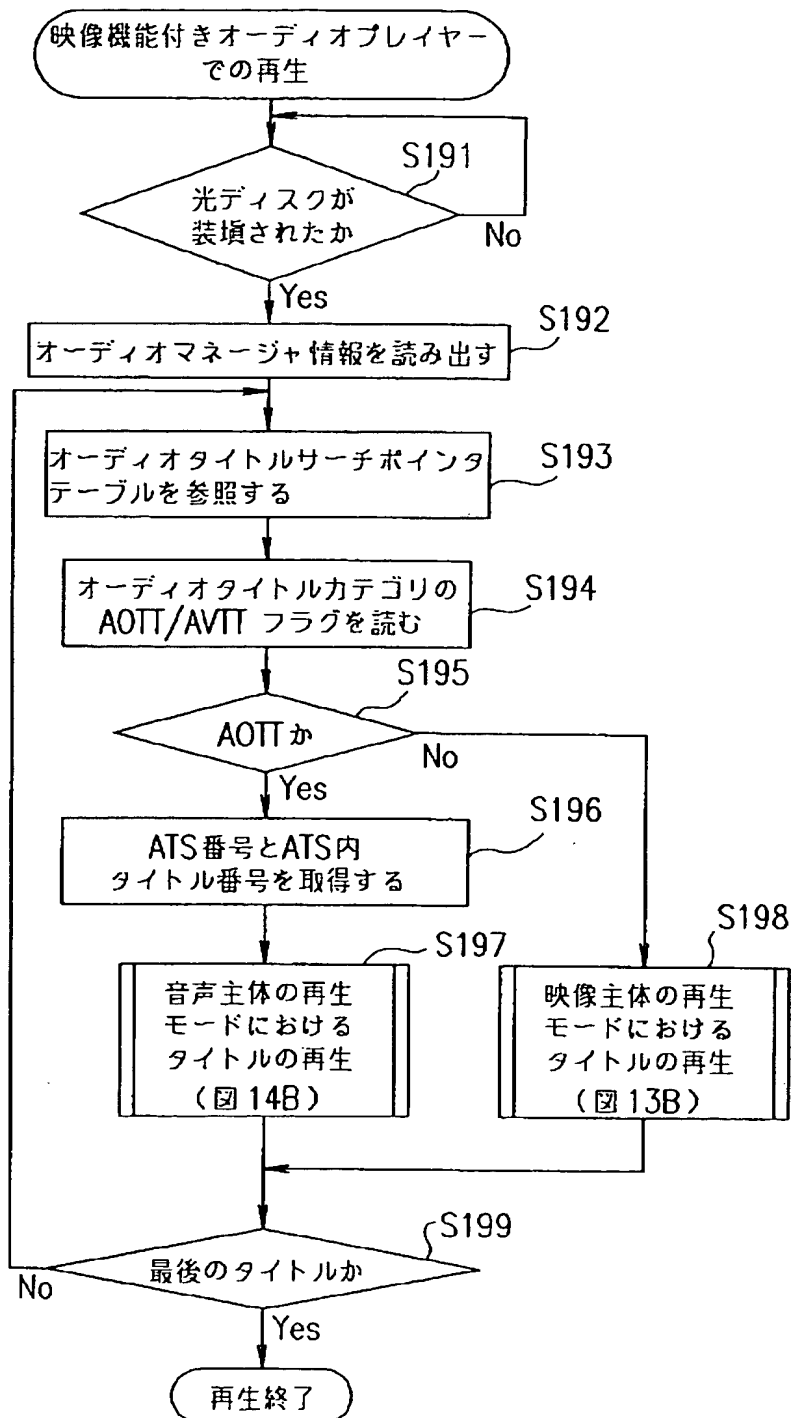 映像機能付きオーディオプレイヤー
での再生
S191
光ディスクが
装填されたか
No
Yes
S192
オーディオマネージャ情報を読み出す
S193
オーディオタイトルサーチポインタ
テーブルを参照する
S194
オーディオタイトルカテゴリの
AOTT/AVTT フラグを読む
S195
AOTTか
No
Yes
S196
ATS番号とATS内
タイトル番号を取得する
S197
音声主体の再生
モードにおける
タイトルの再生
(図14B)
S198
映像主体の再生
モードにおける
タイトルの再生
(図13B)
S199
最後のタイトルか
No
Yes
再生終了